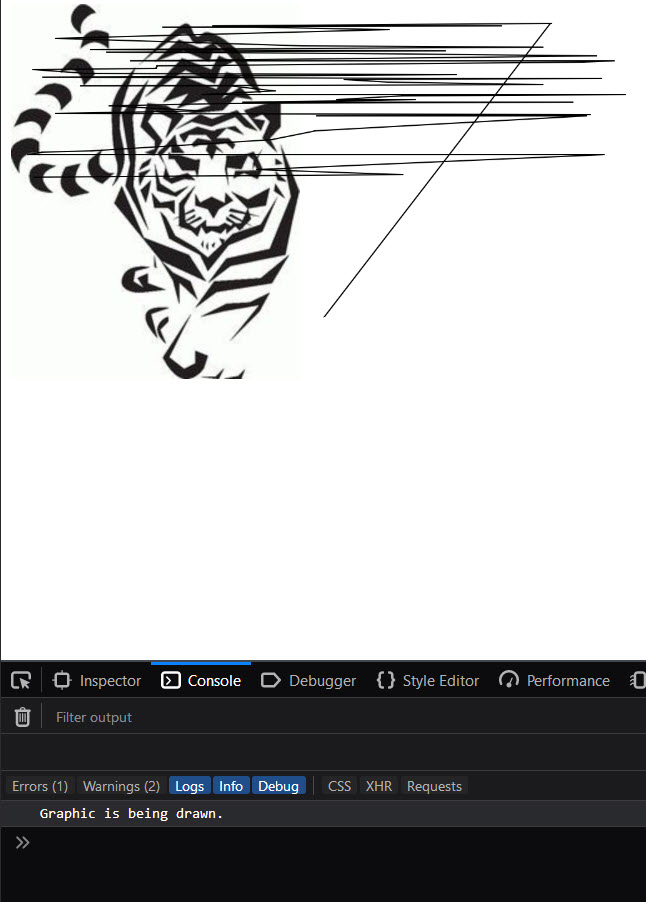 Inspector Console Debugger Style Editor Performance
Filter output
Errors (1) Warnings (2) Logs Info Debug CSS XHR Requests
Graphic is being drawn.